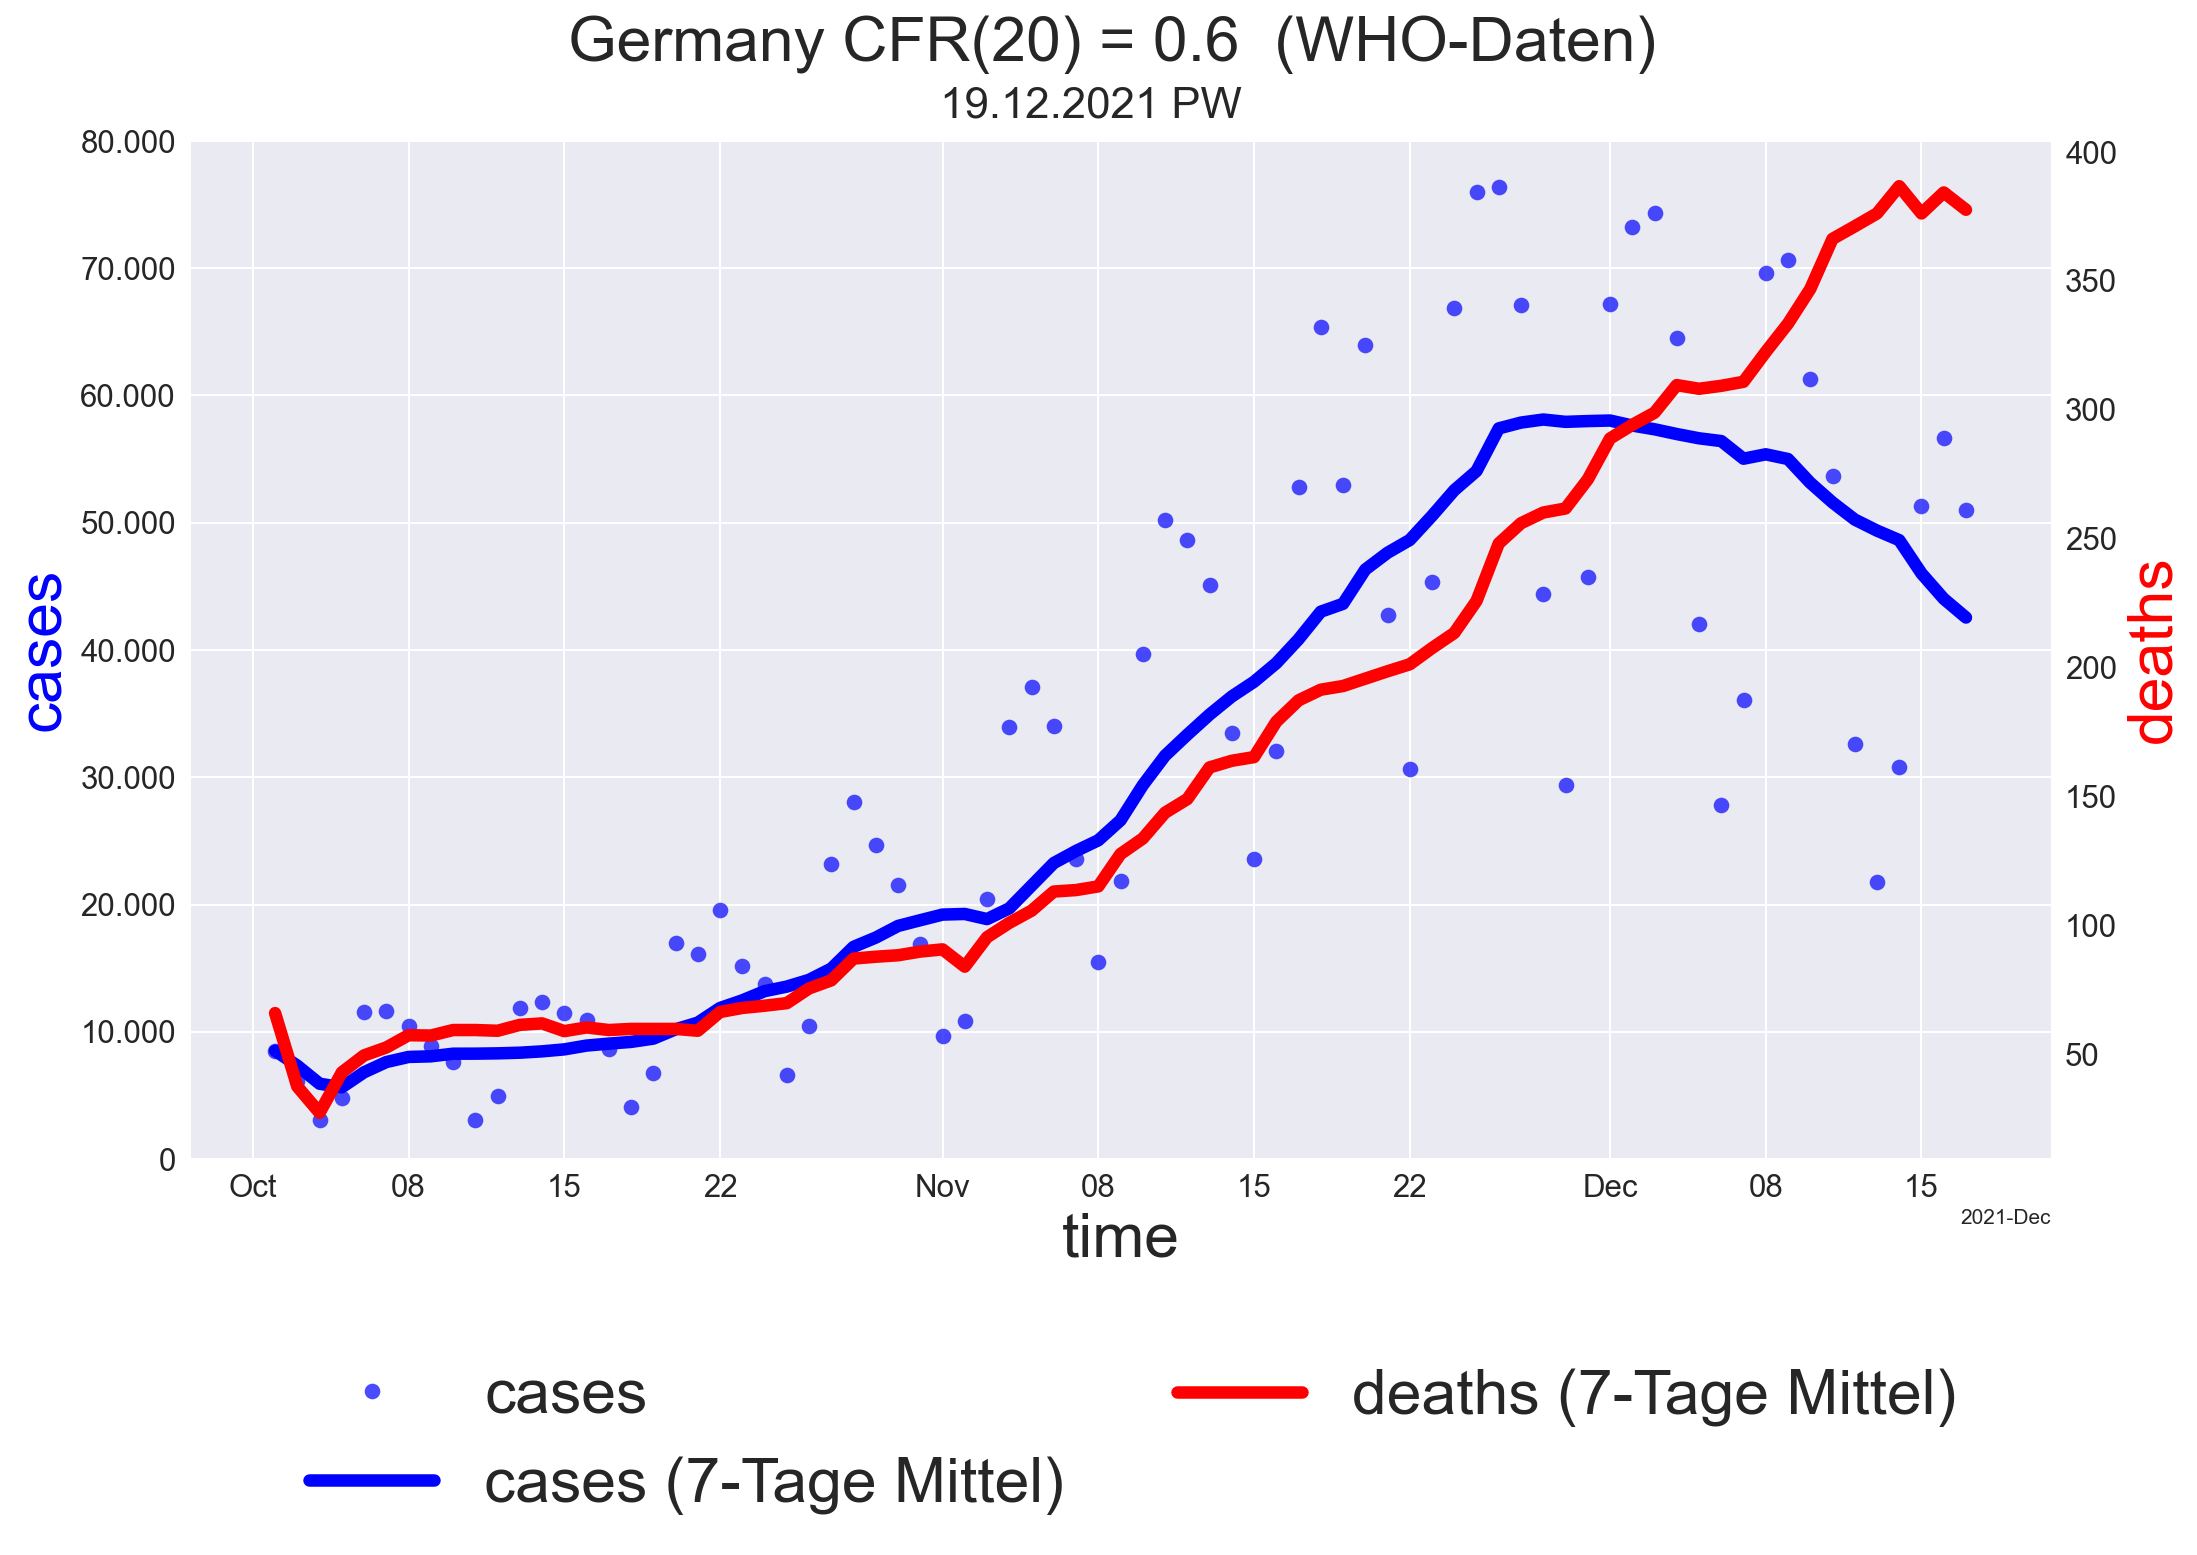 Germany CFR(20) = 0.6  (WHO-Daten)
19.12.2021 PW
80.000
70.000
60.000
50.000
40.000
30.000
20.000
10.000
0
cases
400
350
300
250
200
150
100
50
deaths
Oct 08 15 22 Nov 08 15 22 Dec 08 15
2021-Dec
time
cases
cases (7-Tage Mittel)
deaths (7-Tage Mittel)